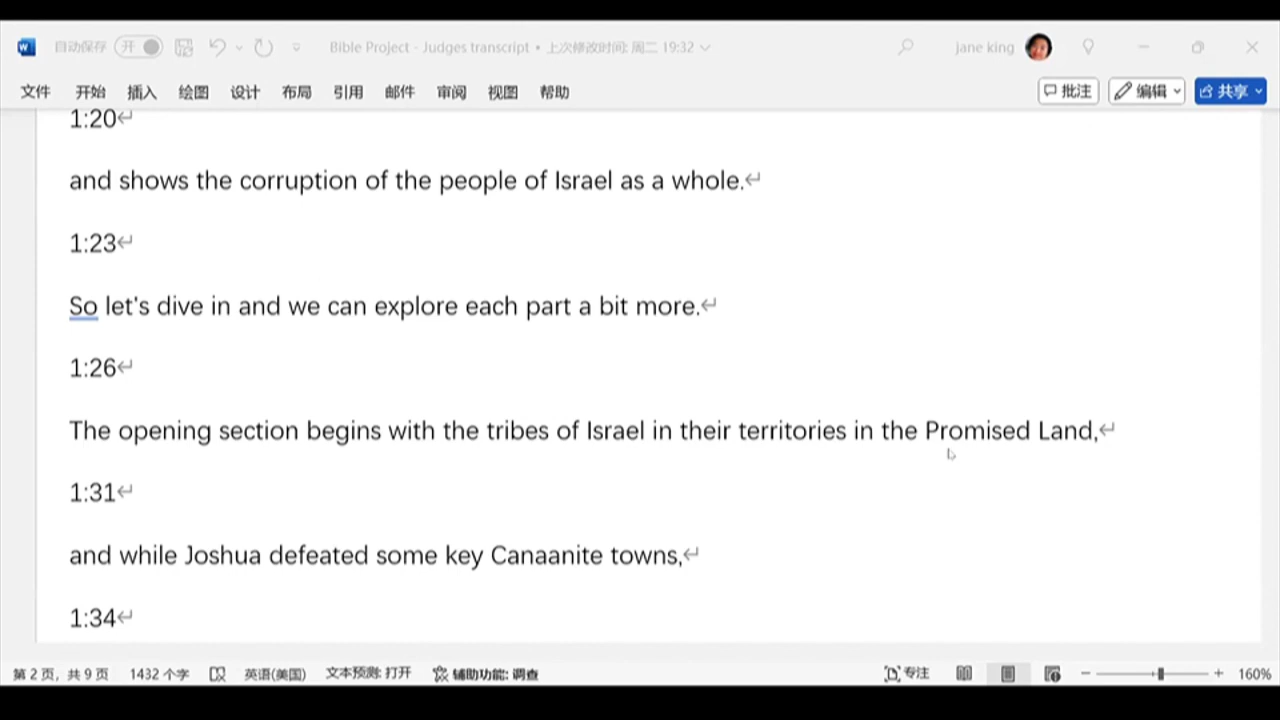 自动保存 开 Bible Project - Judges transcript • 上次修改时间: 周二 19:32 jane king
文件 开始 插入 绘图 设计 布局 引用 邮件 审阅 视图 帮助 批注 编辑 共享
1:20
and shows the corruption of the people of Israel as a whole.
1:23
So let's dive in and we can explore each part a bit more.
1:26
The opening section begins with the tribes of Israel in their territories in the Promised Land,
1:31
and while Joshua defeated some key Canaanite towns,
1:34
第 2 页，共 9 页 1432 个字 英语(美国) 文本预测: 打开 辅助功能: 调查 专注 160%